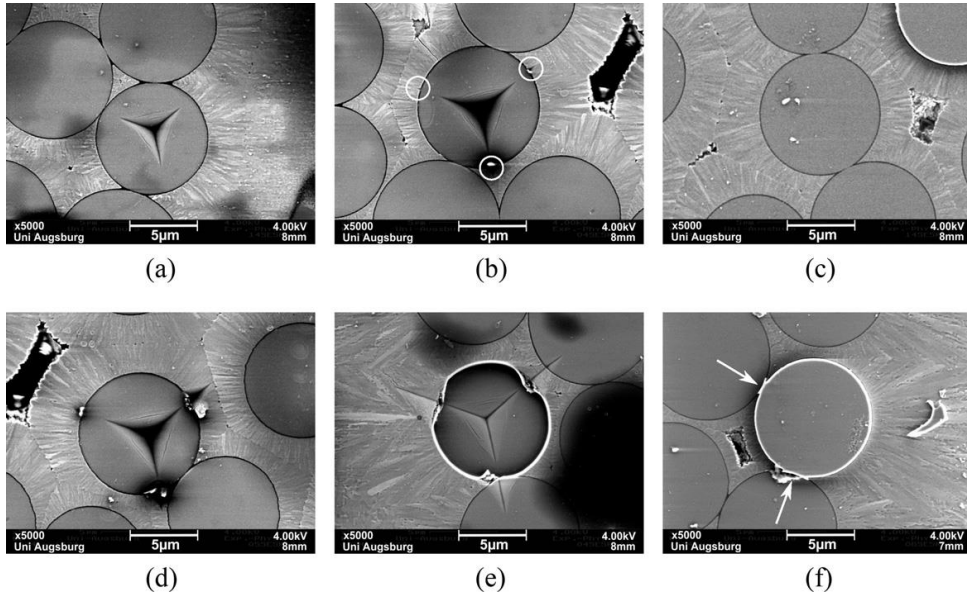 x5000 5µm 4.00kV
Uni Augsburg 8mm
(a)
x5000 5µm 4.00kV
Uni Augsburg 8mm
(b)
x5000 5µm 4.00kV
Uni Augsburg 8mm
(c)
x5000 5µm 4.00kV
Uni Augsburg 8mm
(d)
x5000 5µm 4.00kV
Uni Augsburg 8mm
(e)
x5000 5µm 4.00kV
Uni Augsburg 7mm
(f)